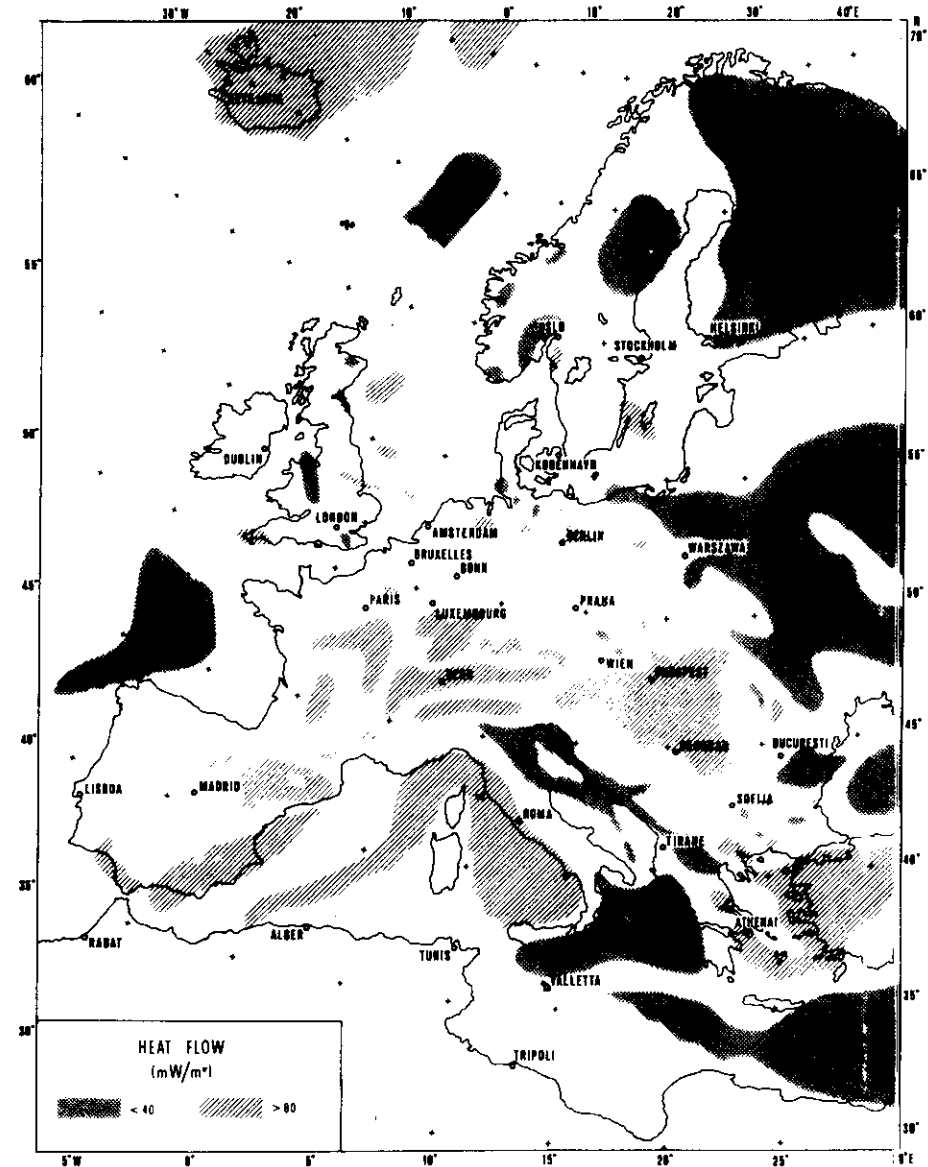 30°W 20° 10° 0° 10° 20° 30° 40°E
70°
60°
65°
55°
60°
OSLO
HELSINKI
STOCKHOLM
50°
55°
DUBLIN
KØBENHAVN
LONDON
AMSTERDAM
BERLIN
WARSZAWA
BRUXELLES
BONN
45°
50°
PARIS
LUXEMBOURG
PRAHA
WIEN
BUDAPEST
BERN
45°
40°
BEOGRAD
BUCURESTI
LISBOA
MADRID
SOFIJA
ROMA
TIRANE
40°
35°
ATHENAI
RABAT
ALGER
TUNIS
VALLETTA
35°
30°
HEAT FLOW
(mW/m²)
TRIPOLI
< 40 > 80
30°
5°W 0° 5° 10° 15° 20° 25°